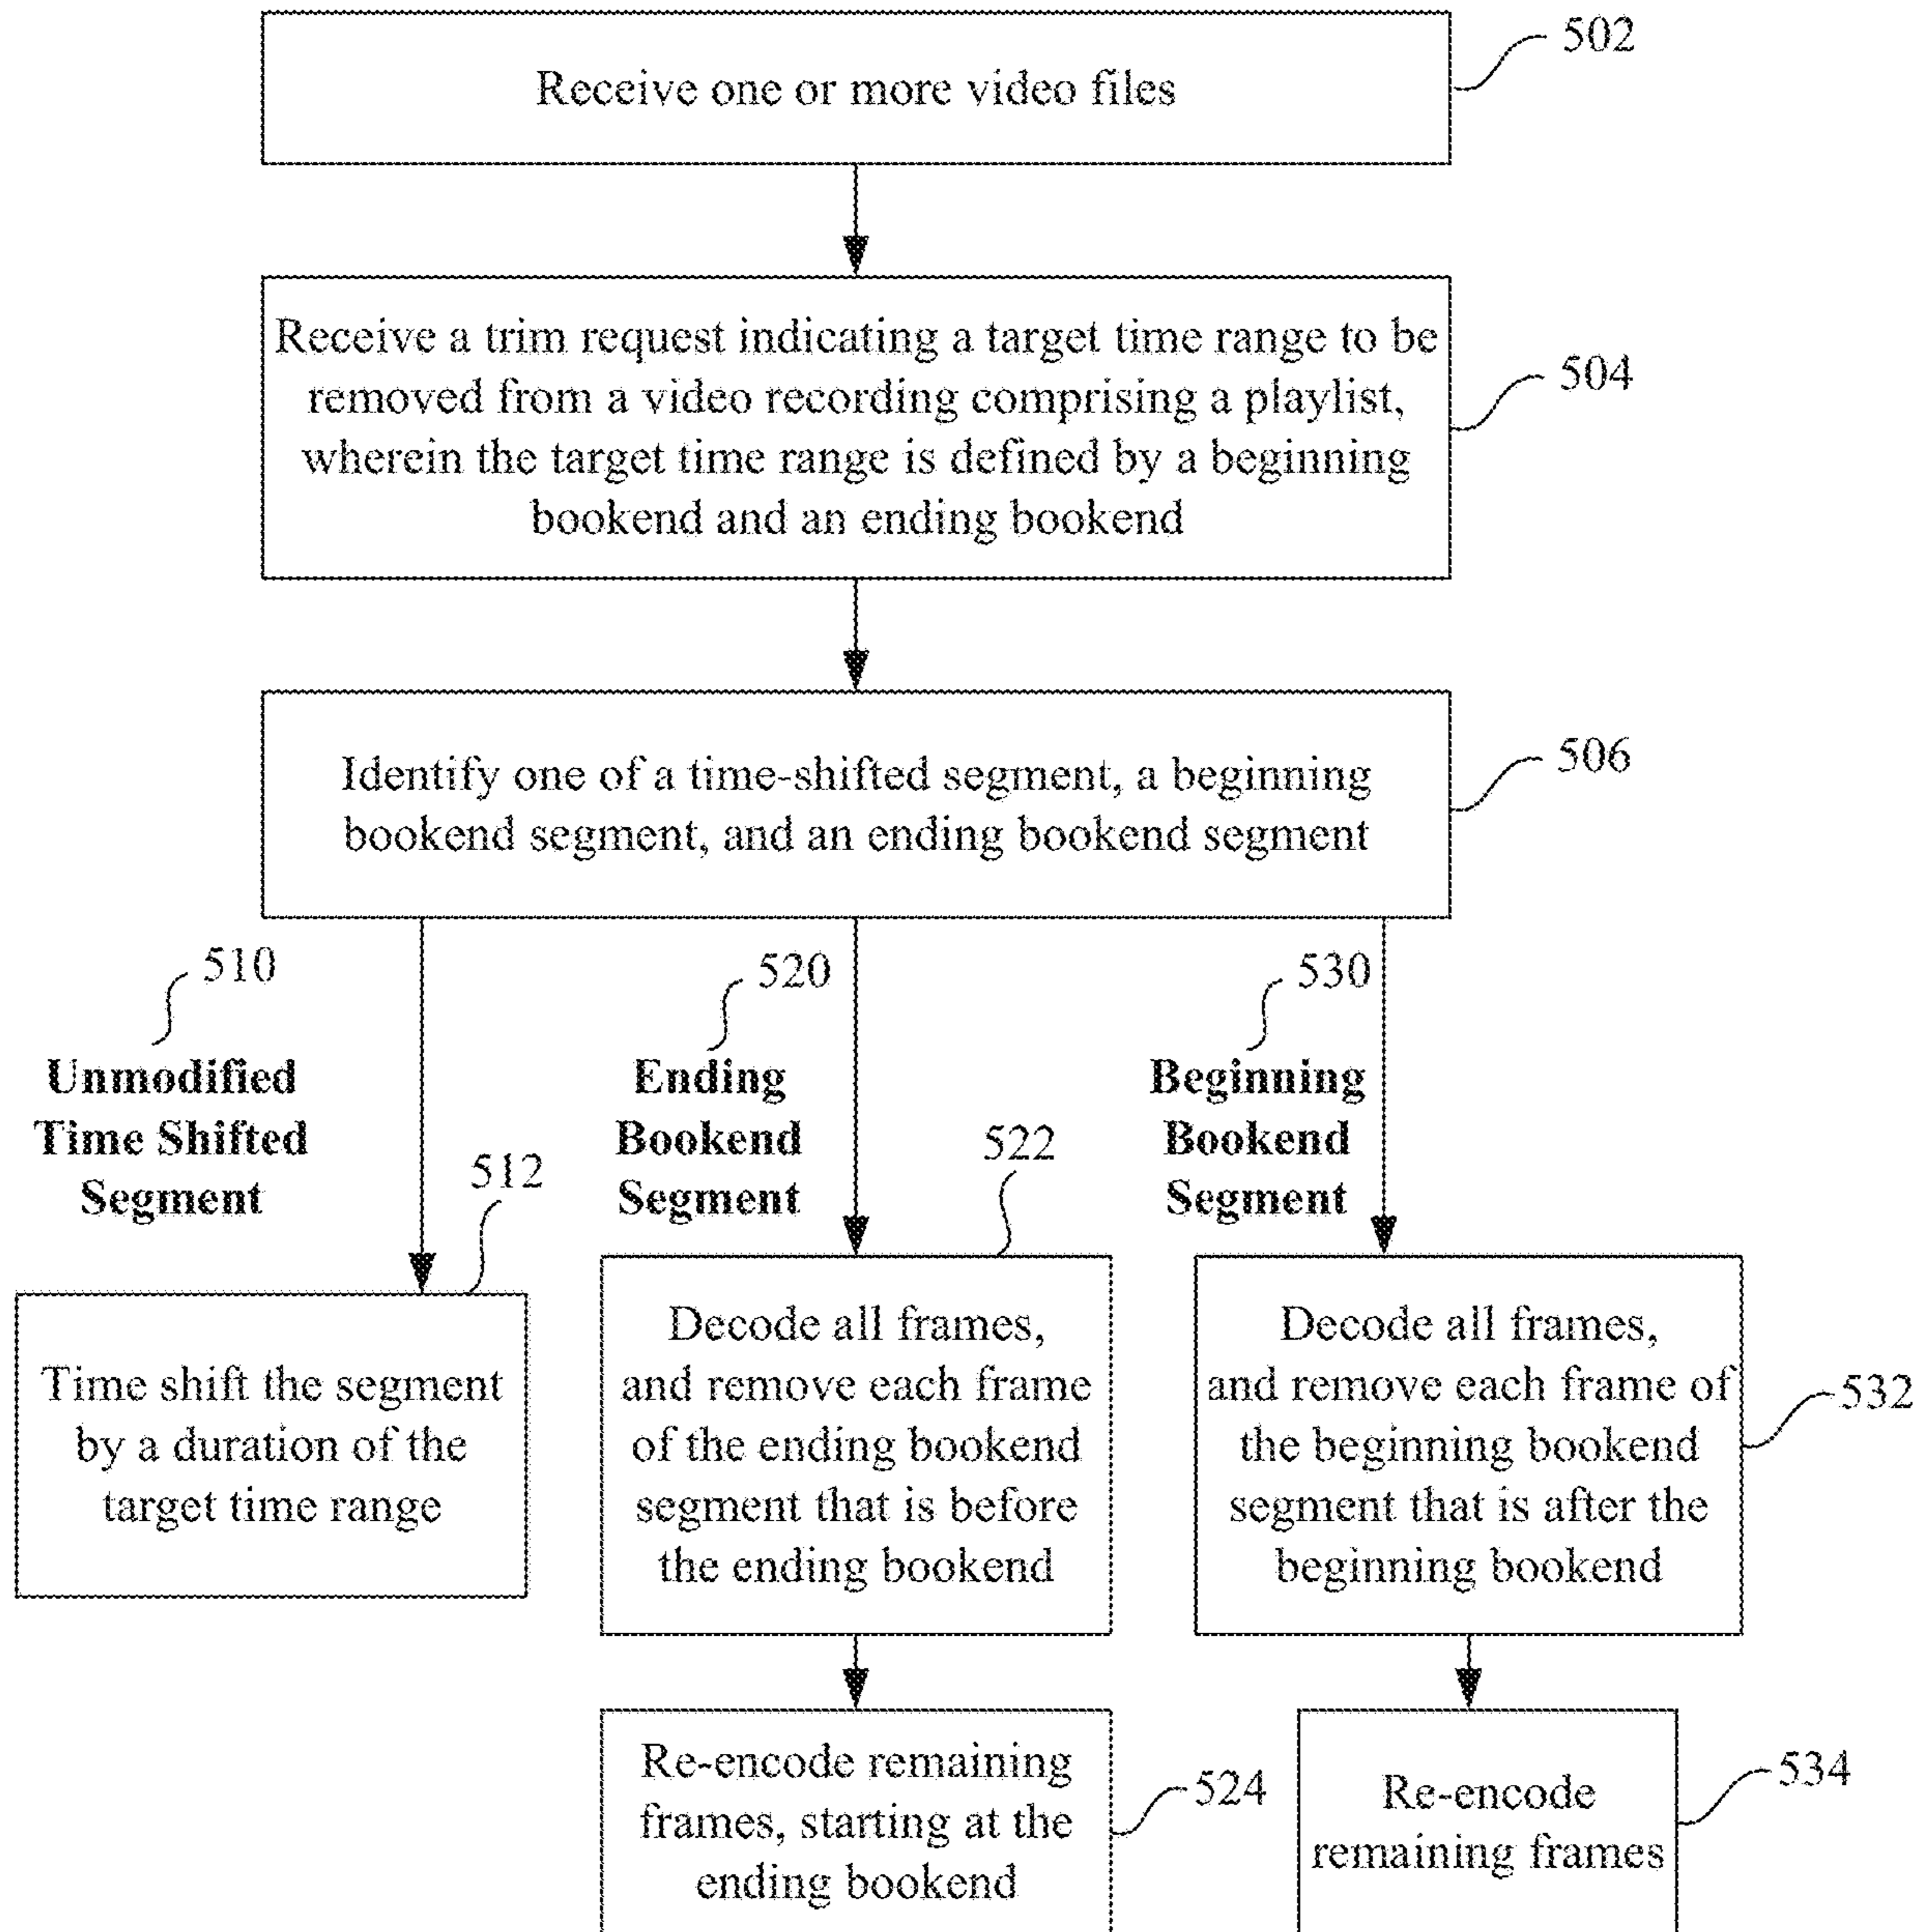 502
Receive one or more video files
Receive a trim request indicating a target time range to be
removed from a video recording comprising a playlist,
wherein the target time range is defined by a beginning
bookend and an ending bookend
504
Identify one of a time-shifted segment, a beginning
bookend segment, and an ending bookend segment
506
510
Unmodified
Time Shifted
Segment
512
Time shift the segment
by a duration of the
target time range
520
Ending
Bookend
Segment
522
Decode all frames,
and remove each frame
of the ending bookend
segment that is before
the ending bookend
Re-encode remaining
frames, starting at the
ending bookend
524
530
Beginning
Bookend
Segment
Decode all frames,
and remove each frame of
the beginning bookend
segment that is after the
beginning bookend
532
Re-encode
remaining frames
534